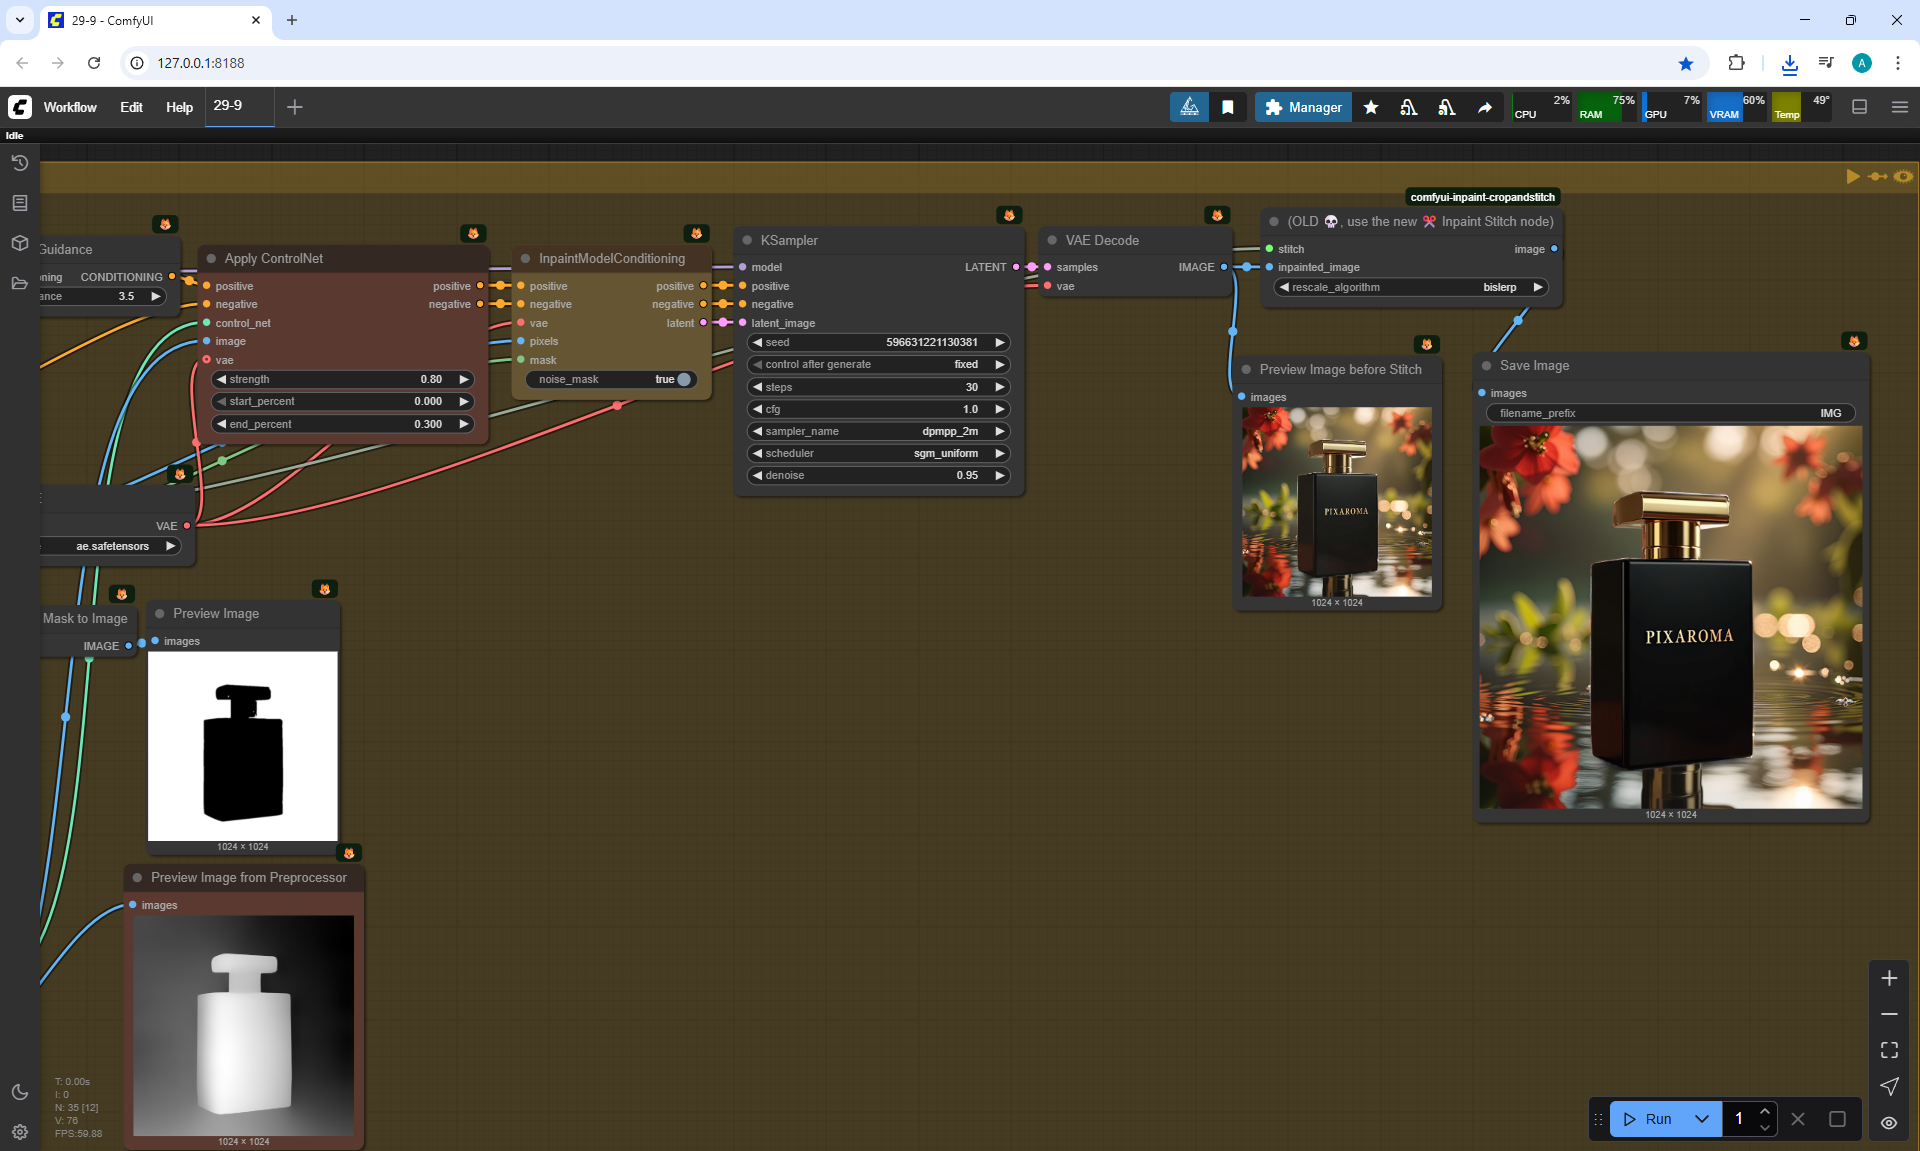 29-9 - ComfyUI
127.0.0.1:8188
A
Workflow
Edit
Help
29-9
Manager
CPU 2%
RAM 75%
GPU 7%
VRAM 60%
Temp 49°
Idle
comfyui-inpaint-cropandstitch
Guidance
CONDITIONING
3.5
Apply ControlNet
positive positive
negative negative
control_net
image
vae
strength 0.80
start_percent 0.000
end_percent 0.300
InpaintModelConditioning
positive positive
negative negative
vae latent
pixels
mask
noise_mask true
KSampler
model LATENT
positive
negative
latent_image
seed 596631221130381
control after generate fixed
steps 30
cfg 1.0
sampler_name dpmpp_2m
scheduler sgm_uniform
denoise 0.95
VAE Decode
samples IMAGE
vae
(OLD 💀, use the new ✂️ Inpaint Stitch node)
stitch image
inpainted_image
rescale_algorithm bislerp
Preview Image before Stitch
images
PIXAROMA
1024 × 1024
Save Image
images
filename_prefix IMG
PIXAROMA
1024 × 1024
VAE
ae.safetensors
Mask to Image
IMAGE
Preview Image
images
1024 × 1024
Preview Image from Preprocessor
images
1024 × 1024
T: 0.00s
I: 0
N: 35 [12]
V: 76
FPS:59.88
Run
1